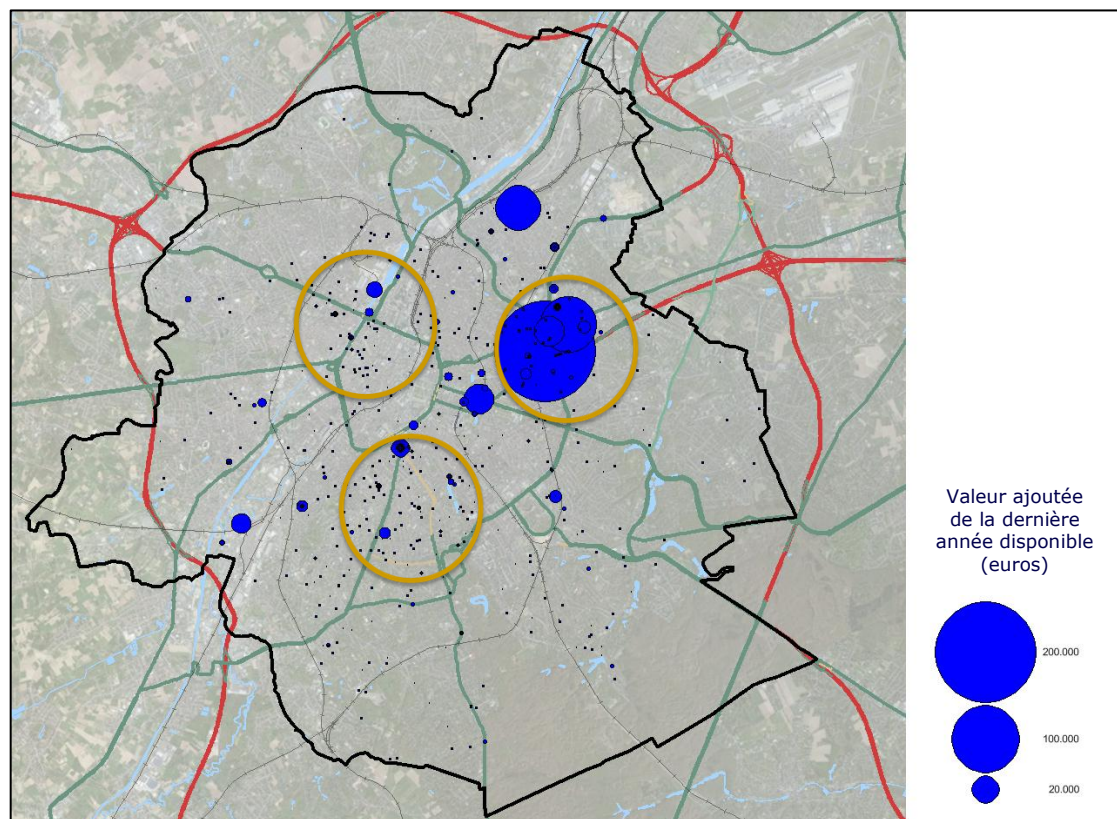 Valeur ajoutée
de la dernière
année disponible
(euros)
200.000
100.000
20.000